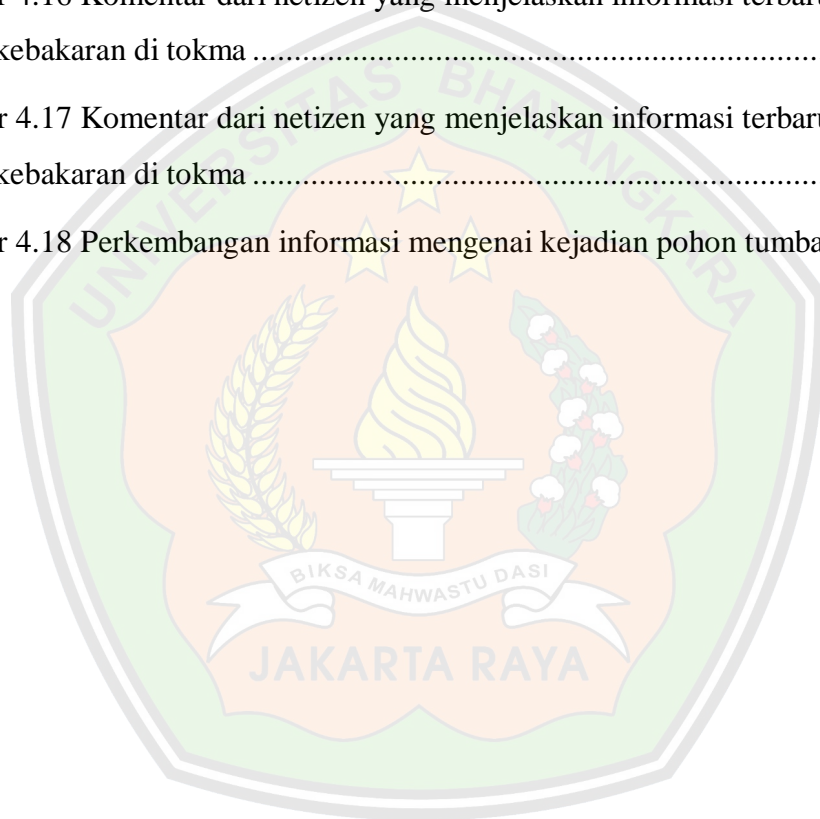 r 4.16 Komentar dari netizen yang menjelaskan informasi terbaru
kebakaran di tokma ....................................................................
r 4.17 Komentar dari netizen yang menjelaskan informasi terbaru
kebakaran di tokma ....................................................................
r 4.18 Perkembangan informasi mengenai kejadian pohon tumba
UNIVERSITAS BHAYANGKARA
BIKSA MAHWASTU DASI
JAKARTA RAYA